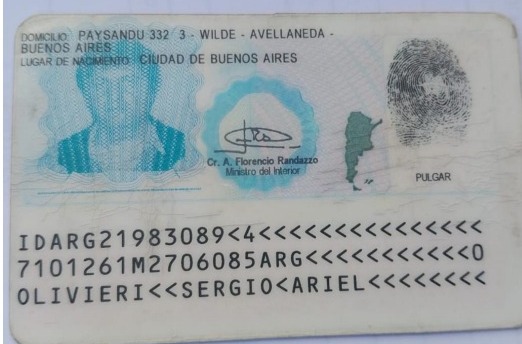 DOMICILIO: PAYSANDU 332 3 - WILDE - AVELLANEDA -
BUENOS AIRES
LUGAR DE NACIMIENTO: CIUDAD DE BUENOS AIRES
Cr. A. Florencio Randazzo
Ministro del Interior
PULGAR
IDARG21983089<4<<<<<<<<<<<<<<<
7101261M2706085ARG<<<<<<<<<<<0
OLIVIERI<<SERGIO<ARIEL<<<<<<<<